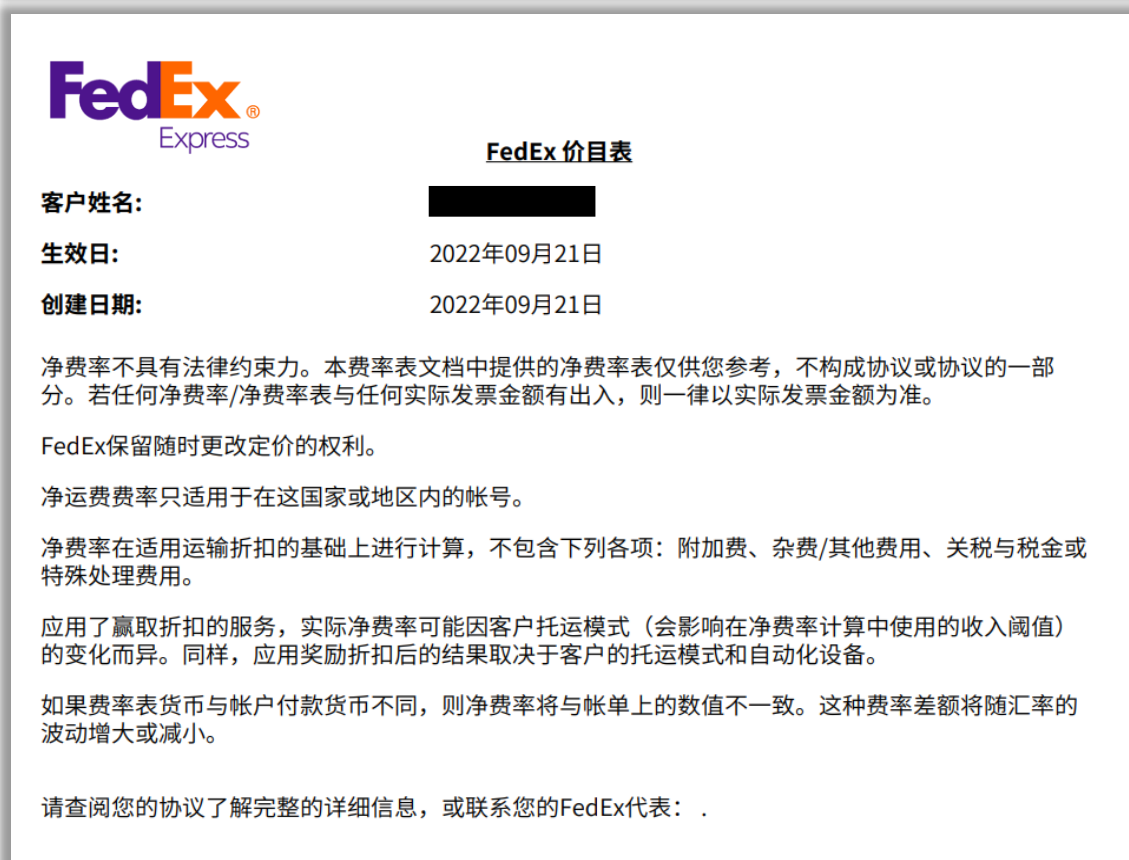 FedEx®
Express
FedEx 价目表
客户姓名:
生效日: 2022年09月21日
创建日期: 2022年09月21日
净费率不具有法律约束力。本费率表文档中提供的净费率表仅供您参考，不构成协议或协议的一部
分。若任何净费率/净费率表与任何实际发票金额有出入，则一律以实际发票金额为准。
FedEx保留随时更改定价的权利。
净运费费率只适用于在这国家或地区内的帐号。
净费率在适用运输折扣的基础上进行计算，不包含下列各项：附加费、杂费/其他费用、关税与税金或
特殊处理费用。
应用了赢取折扣的服务，实际净费率可能因客户托运模式（会影响在净费率计算中使用的收入阈值）
的变化而异。同样，应用奖励折扣后的结果取决于客户的托运模式和自动化设备。
如果费率表货币与帐户付款货币不同，则净费率将与帐单上的数值不一致。这种费率差额将随汇率的
波动增大或减小。
请查阅您的协议了解完整的详细信息，或联系您的FedEx代表： .